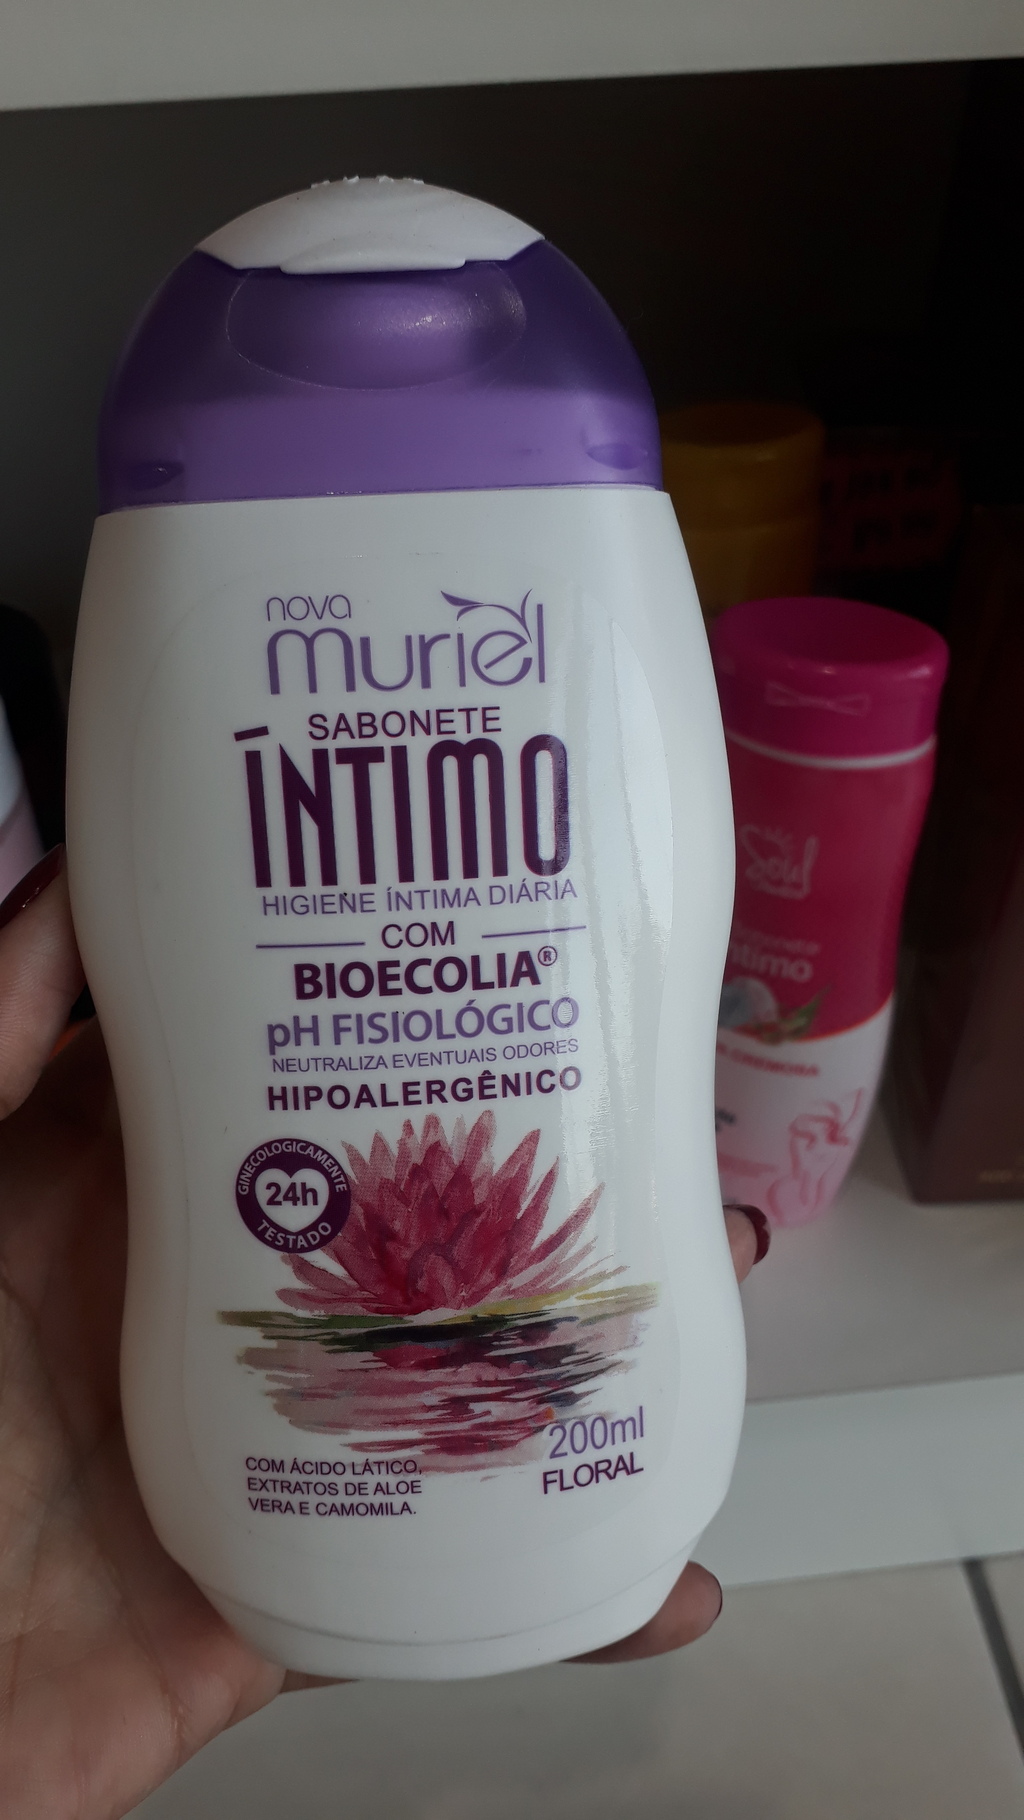 nova
muriel
SABONETE
ÍNTIMO
HIGIENE ÍNTIMA DIÁRIA
COM
BIOECOLIA®
pH FISIOLÓGICO
NEUTRALIZA EVENTUAIS ODORES
HIPOALERGÊNICO
GINECOLOGICAMENTE
24h
TESTADO
200ml
FLORAL
COM ÁCIDO LÁTICO,
EXTRATOS DE ALOE
VERA E CAMOMILA.
Soul